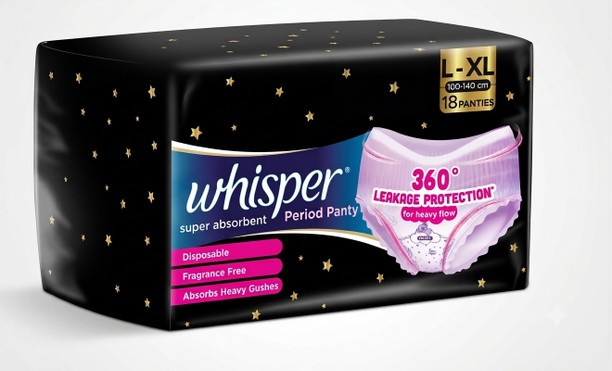 L-XL
100-140 cm
18 PANTIES
whisper®
super absorbent Period Panty
360°
LEAKAGE PROTECTION*
for heavy flow
Disposable
Fragrance Free
Absorbs Heavy Gushes